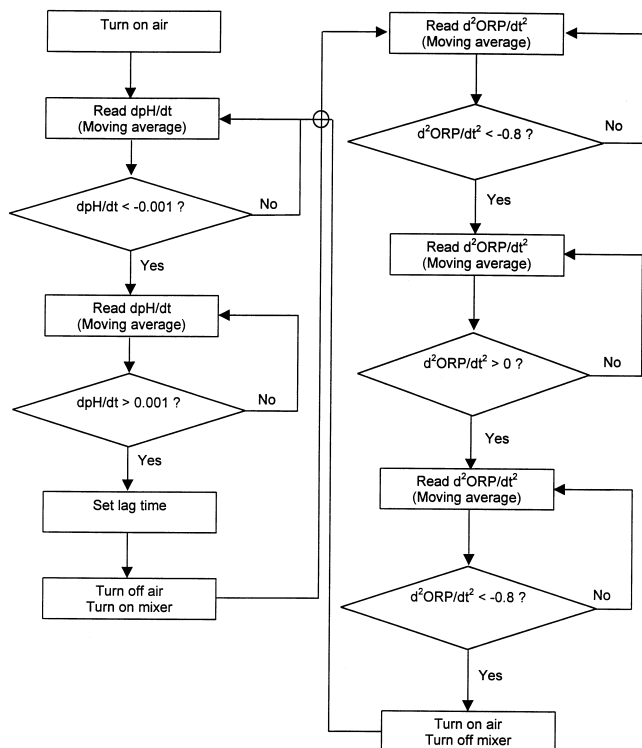 Turn on air
Read dpH/dt
(Moving average)
dpH/dt < -0.001 ?
No
Yes
Read dpH/dt
(Moving average)
dpH/dt > 0.001 ?
No
Yes
Set lag time
Turn off air
Turn on mixer
Read d²ORP/dt²
(Moving average)
d²ORP/dt² < -0.8 ?
No
Yes
Read d²ORP/dt²
(Moving average)
d²ORP/dt² > 0 ?
No
Yes
Read d²ORP/dt²
(Moving average)
d²ORP/dt² < -0.8 ?
No
Yes
Turn on air
Turn off mixer